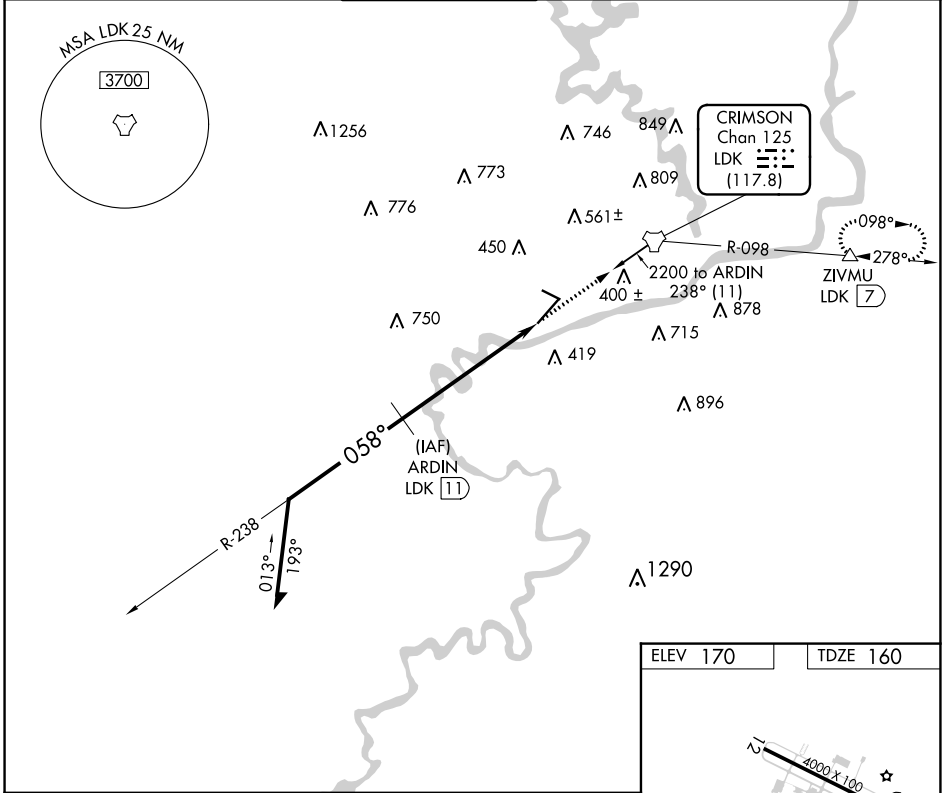 MSA LDK 25 NM
3700
1256
746
849
CRIMSON
Chan 125
LDK
(117.8)
773
809
776
561 ±
098°
450
R-098
278°
2200 to ARDIN
238° (11)
400 ±
ZIVMU
LDK 7
878
750
715
419
896
058°
(IAF)
ARDIN
LDK 11
R-238
013°
193°
1290
ELEV 170
TDZE 160
12
4000 X 100